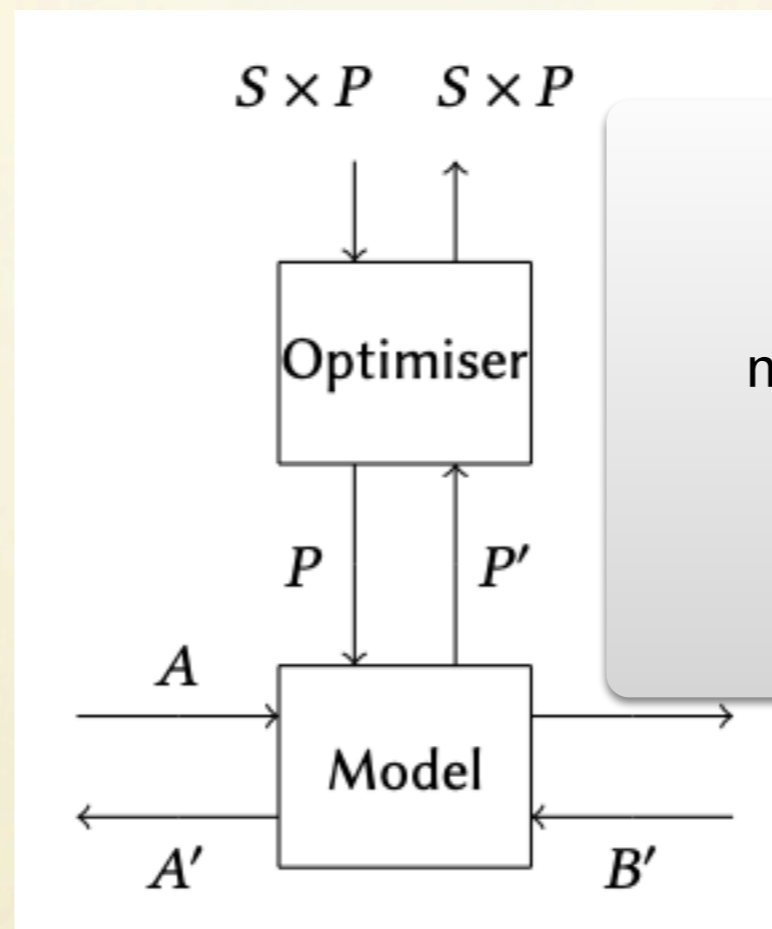 S × P S × P
Optimiser
n
P P′
A
Model
A′ B′